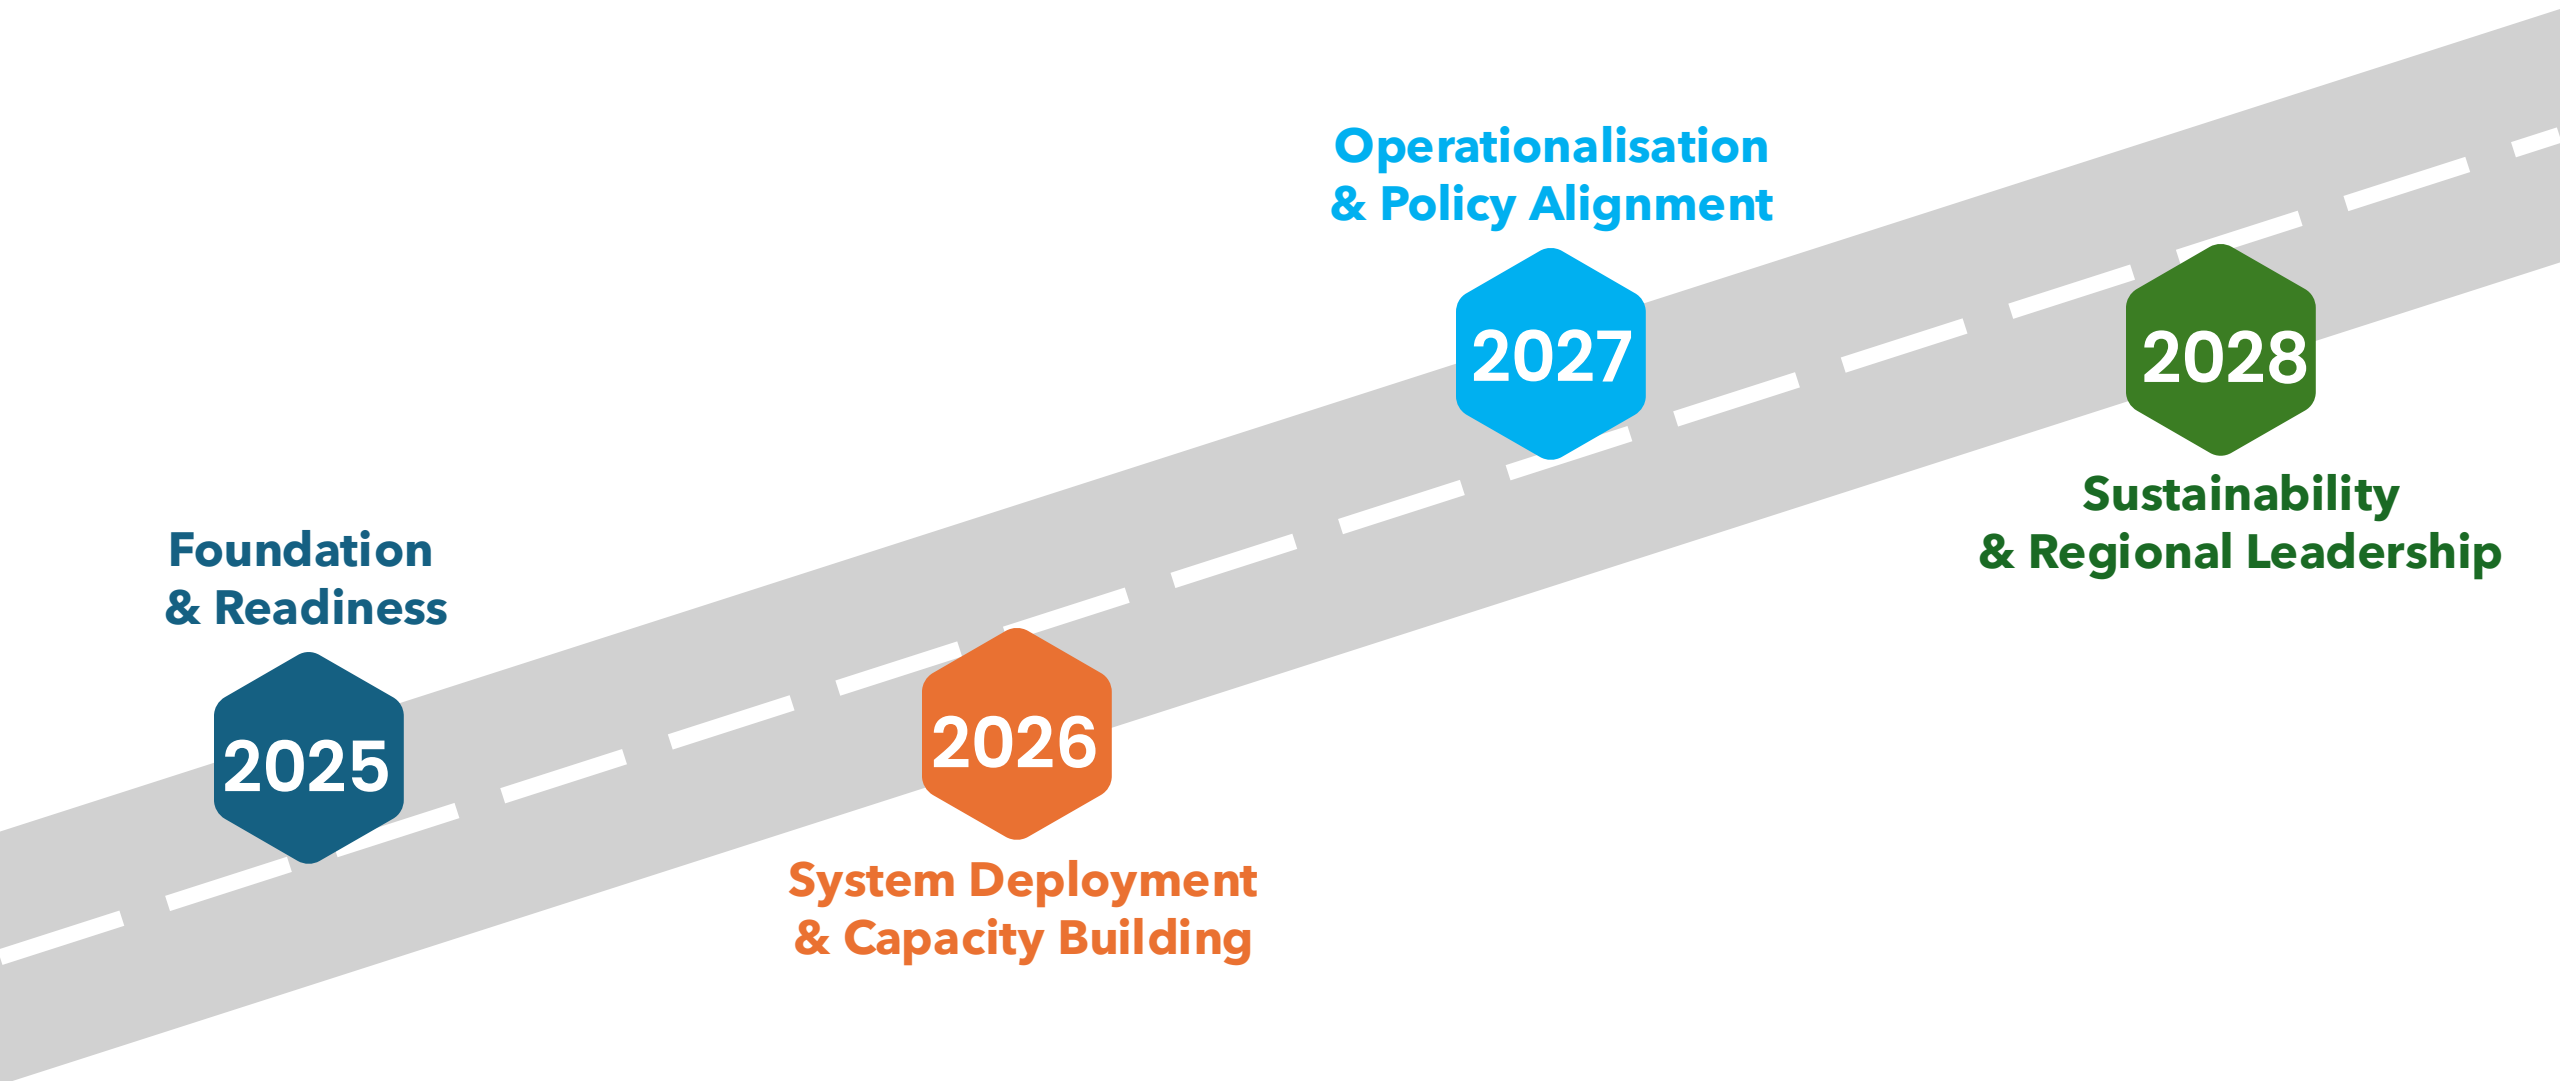 Foundation
& Readiness
2025
2026
System Deployment
& Capacity Building
Operationalisation
& Policy Alignment
2027
2028
Sustainability
& Regional Leadership